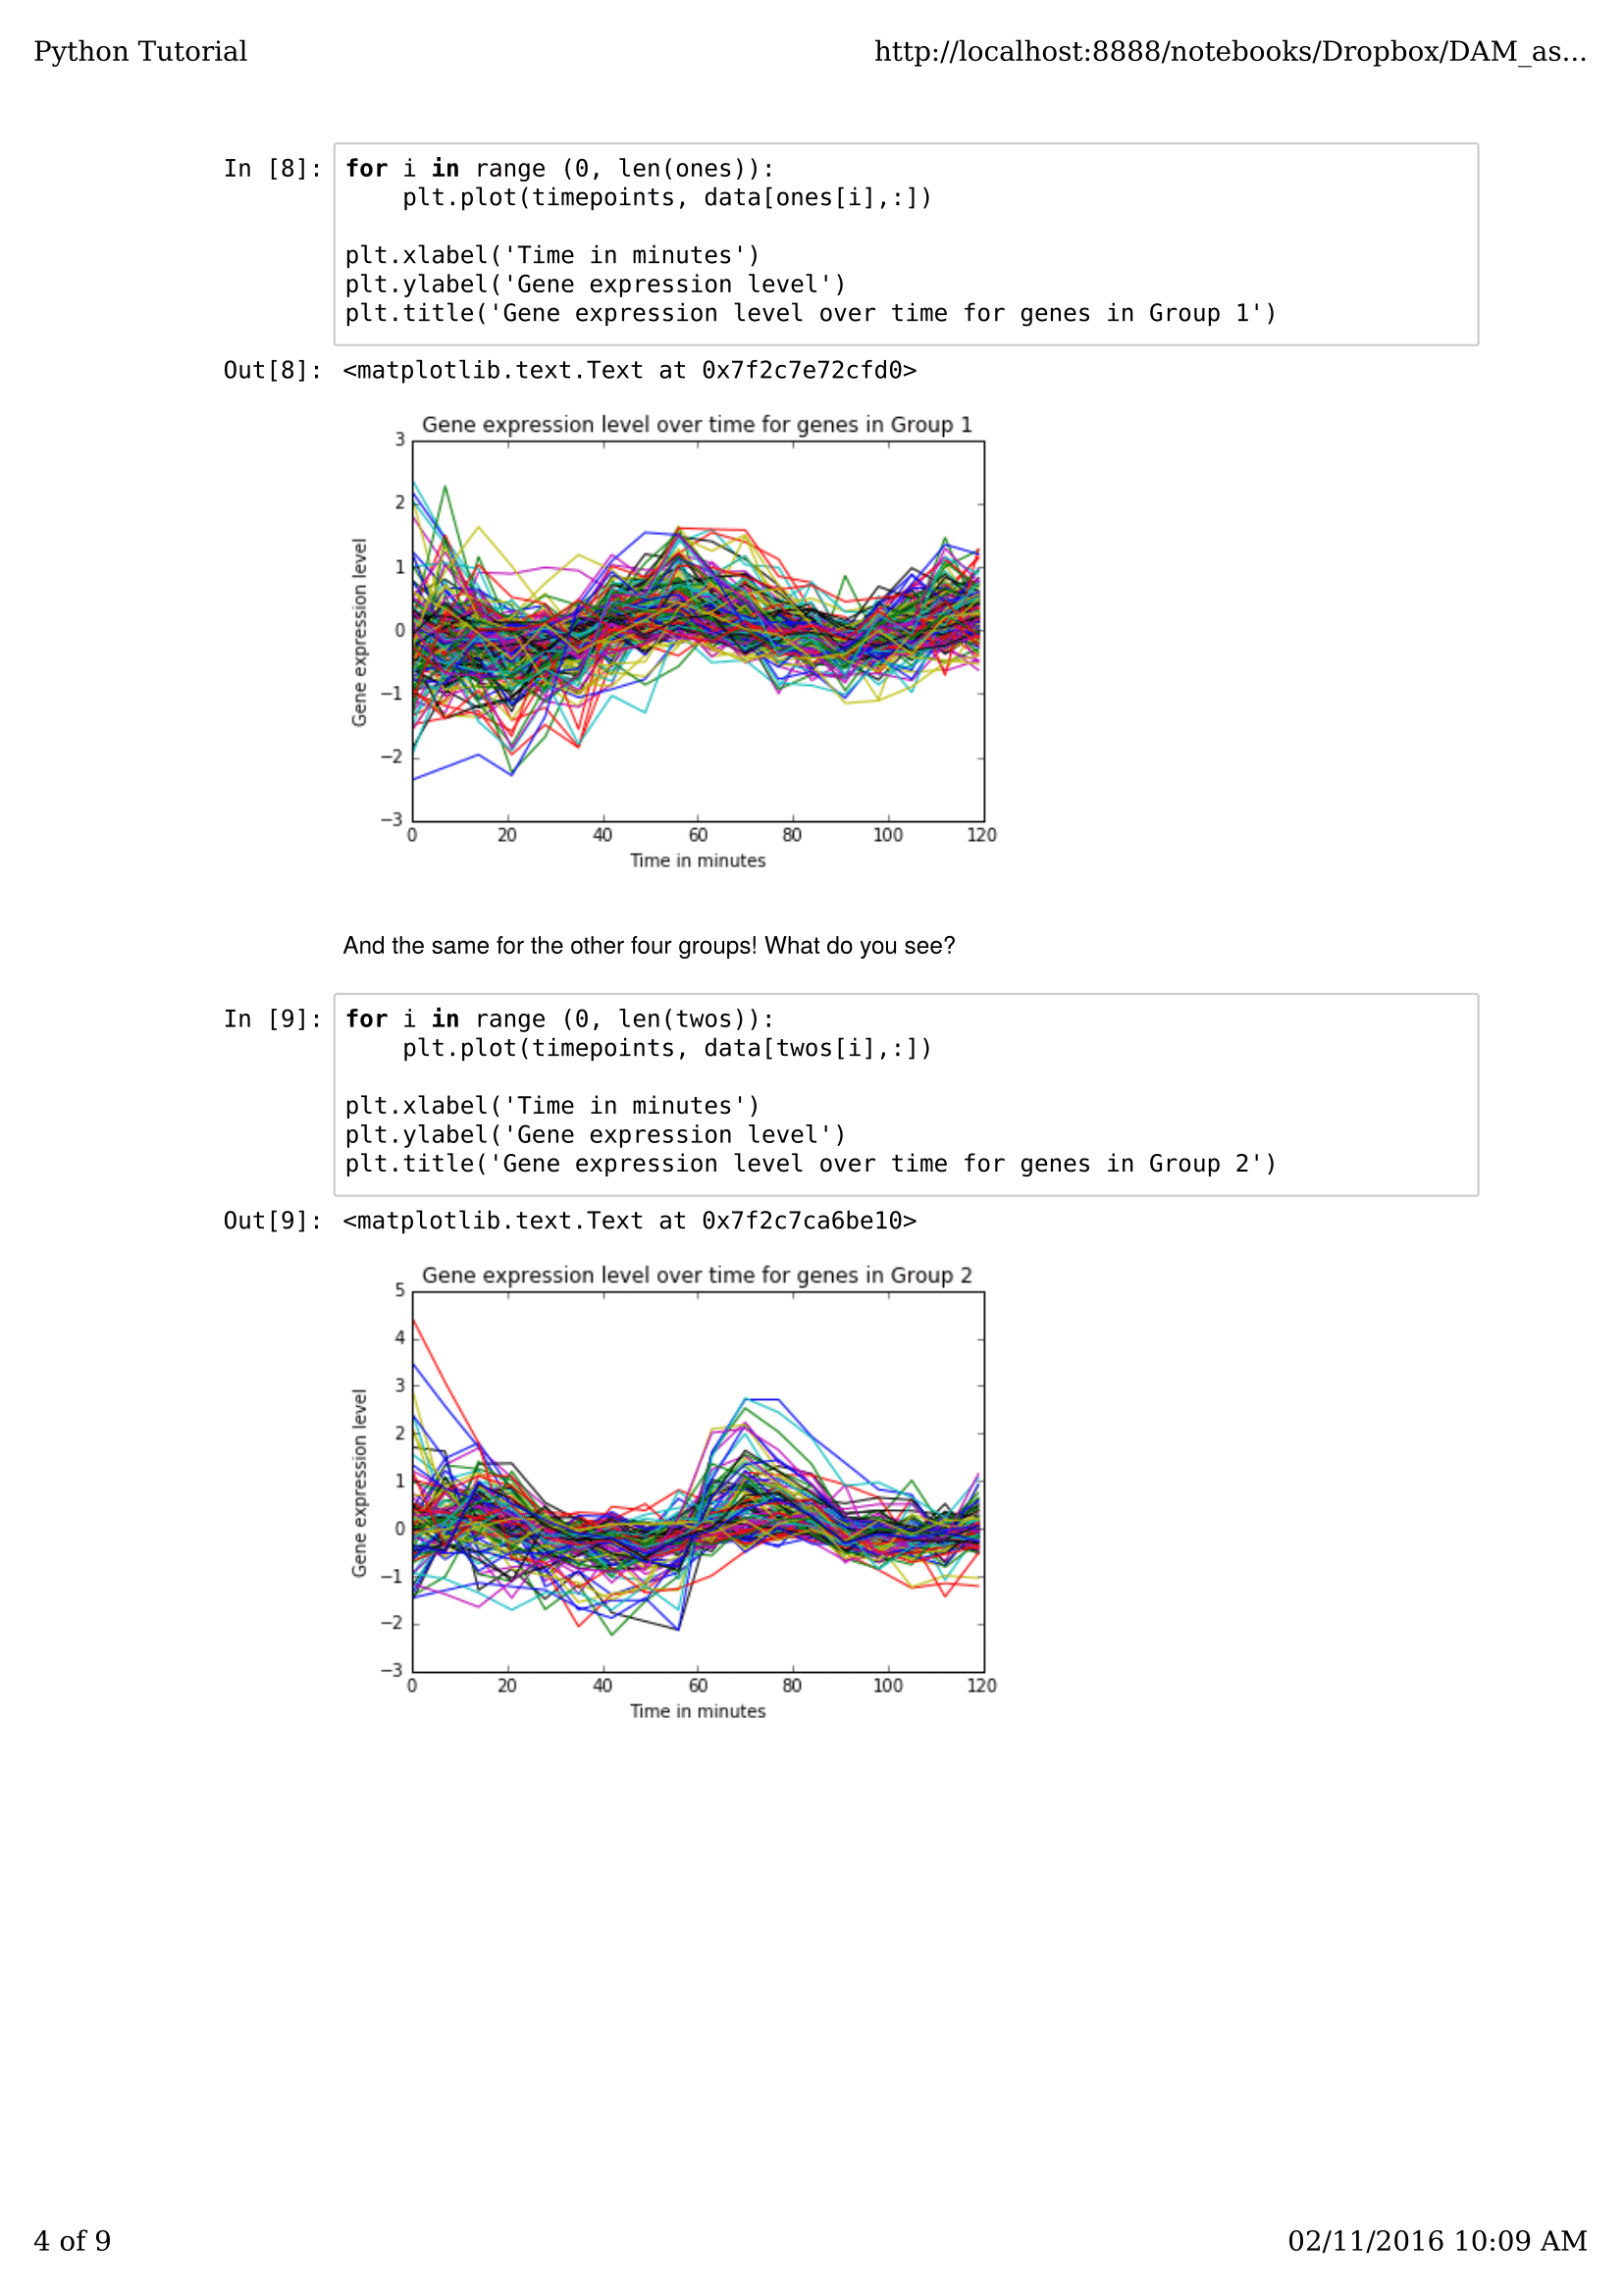 Python Tutorial
http://localhost:8888/notebooks/Dropbox/DAM_as...
In [8]:
for i in range (0, len(ones)):
    plt.plot(timepoints, data[ones[i],:])
plt.xlabel('Time in minutes')
plt.ylabel('Gene expression level')
plt.title('Gene expression level over time for genes in Group 1')
Out[8]: <matplotlib.text.Text at 0x7f2c7e72cfd0>
Gene expression level over time for genes in Group 1
3
2
1
0
−1
−2
−3
Gene expression level
0 20 40 60 80 100 120
Time in minutes
And the same for the other four groups! What do you see?
In [9]:
for i in range (0, len(twos)):
    plt.plot(timepoints, data[twos[i],:])
plt.xlabel('Time in minutes')
plt.ylabel('Gene expression level')
plt.title('Gene expression level over time for genes in Group 2')
Out[9]: <matplotlib.text.Text at 0x7f2c7ca6be10>
Gene expression level over time for genes in Group 2
5
4
3
2
1
0
−1
−2
−3
Gene expression level
0 20 40 60 80 100 120
Time in minutes
4 of 9
02/11/2016 10:09 AM